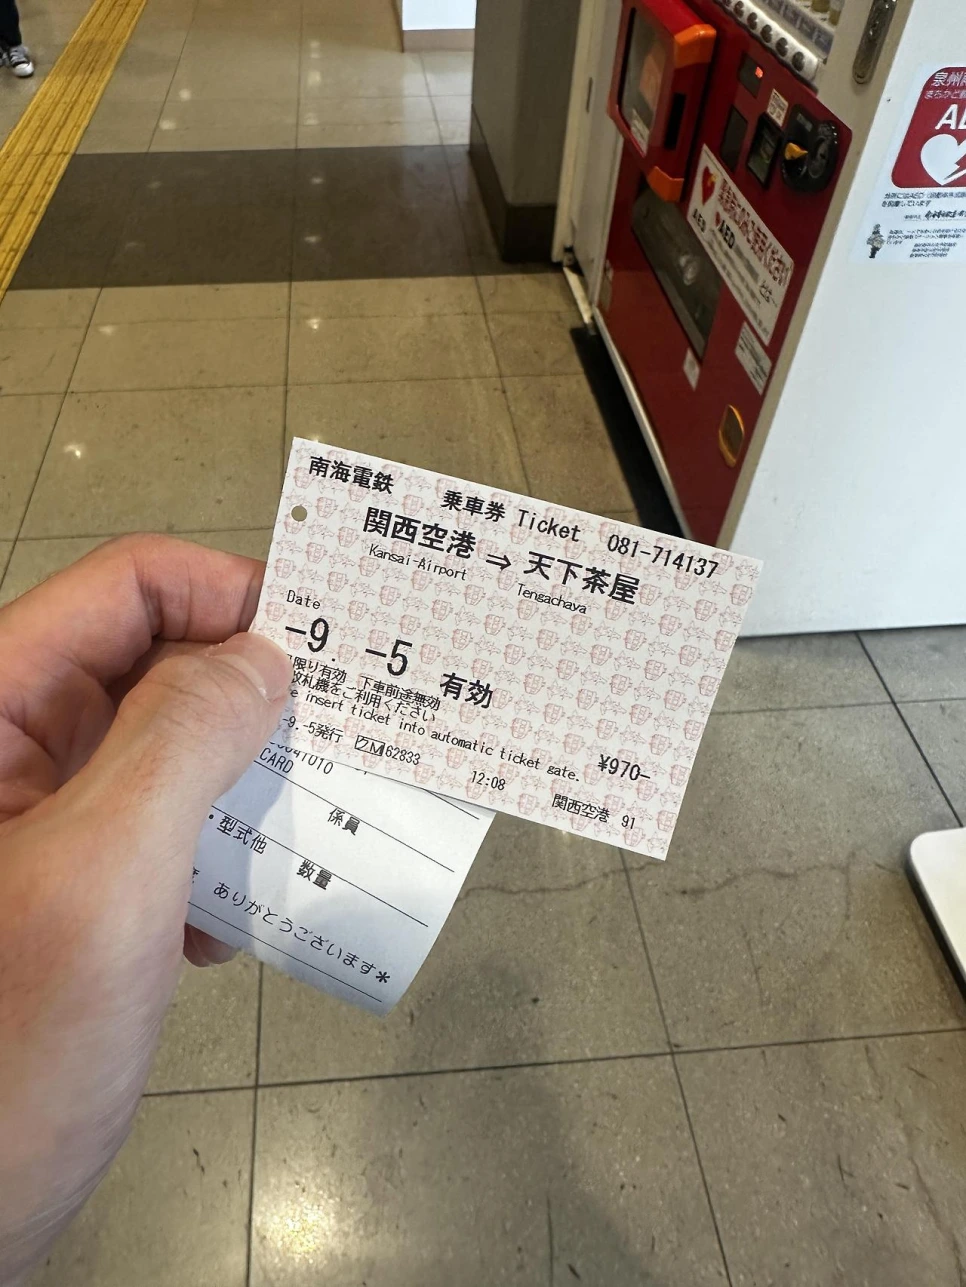 南海電鉄 乗車券 Ticket 081-714137
関西空港 ⇒ 天下茶屋
Kansai-Airport Tengachaya
Date
-9. -5 有効
限り有効 下車前途無効
改札機をご利用ください
insert ticket into automatic ticket gate.
¥970-
-9.-5発行 62833 12:08 関西空港 91
CARD
係員
・型式他 数量
ありがとうございます*
AED
AED
とは